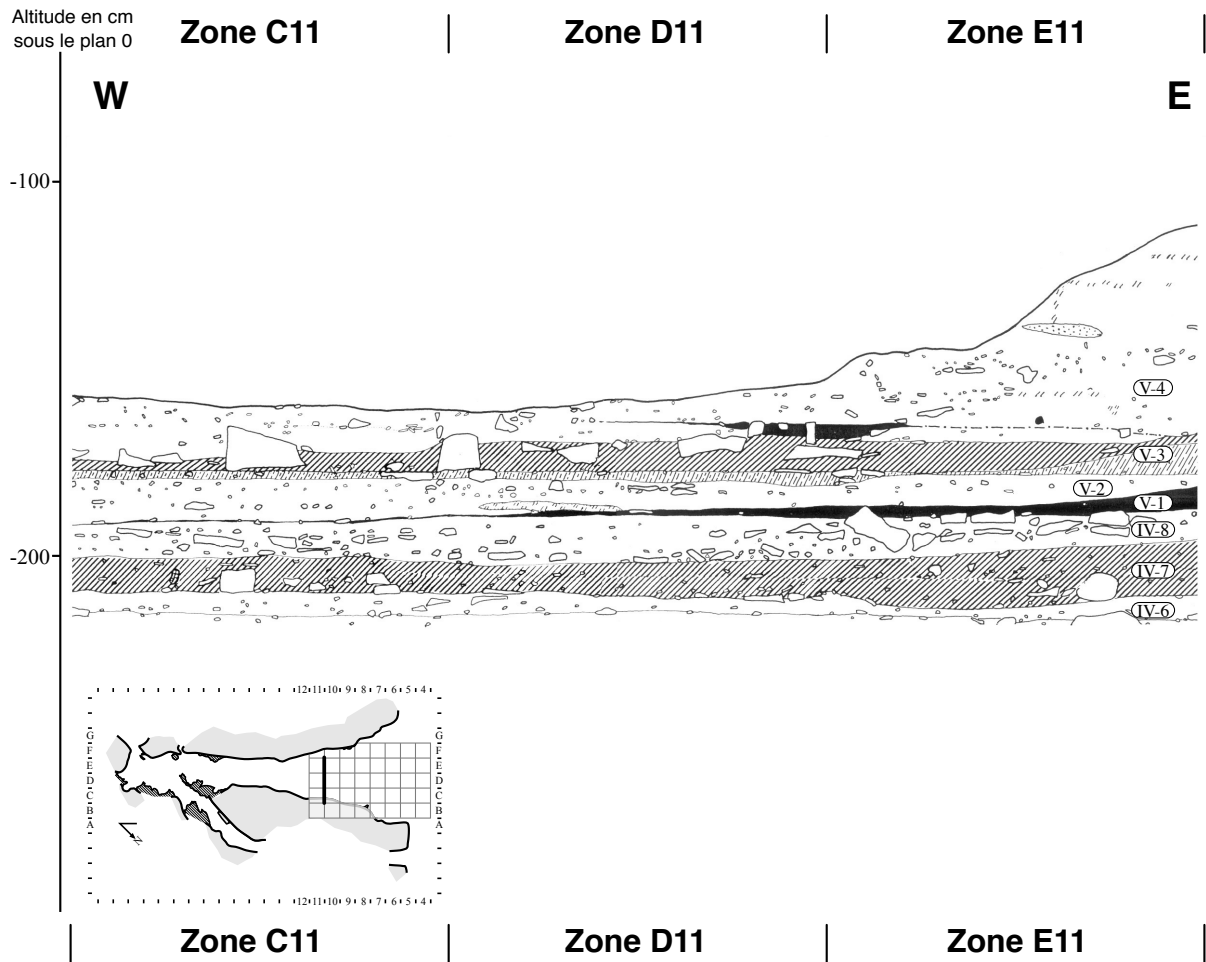 Altitude en cm
sous le plan 0
Zone C11
Zone D11
Zone E11
W
E
-100
V-4
V-3
V-2
V-1
IV-8
-200
IV-7
IV-6
12 11 10 9 8 7 6 5 4
G
F
E
D
C
B
A
G
F
E
D
C
B
A
N
12 11 10 9 8 7 6 5 4
Zone C11
Zone D11
Zone E11